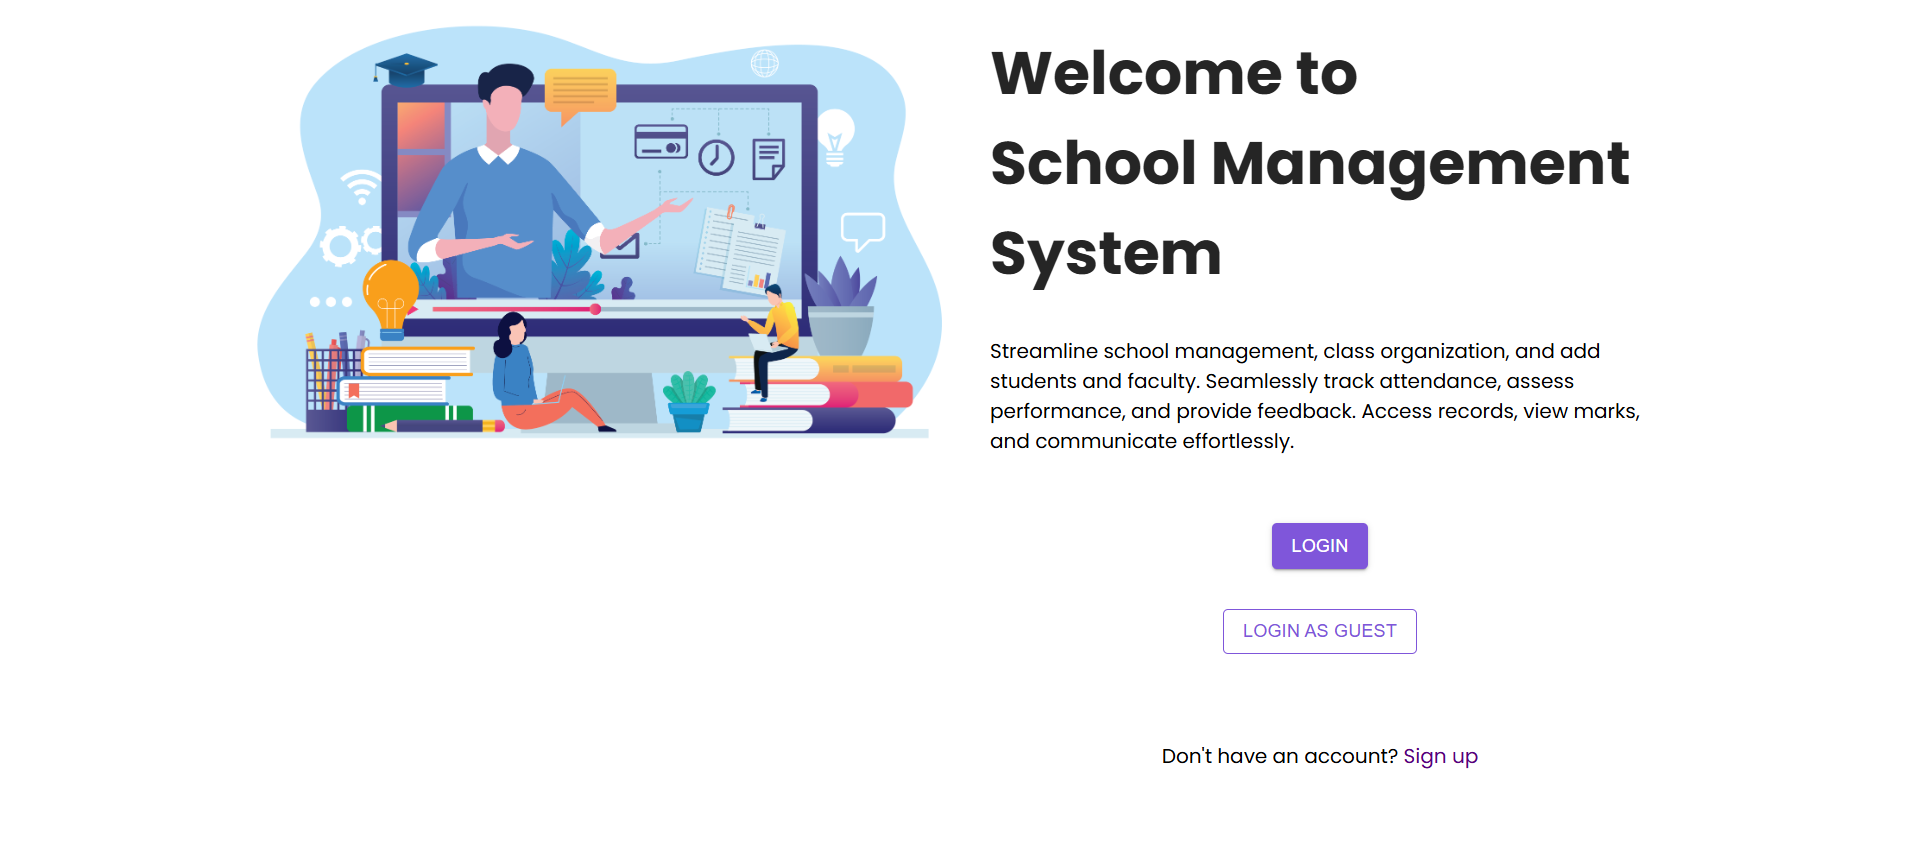 Welcome to
School Management
System
Streamline school management, class organization, and add
students and faculty. Seamlessly track attendance, assess
performance, and provide feedback. Access records, view marks,
and communicate effortlessly.
LOGIN
LOGIN AS GUEST
Don't have an account? Sign up